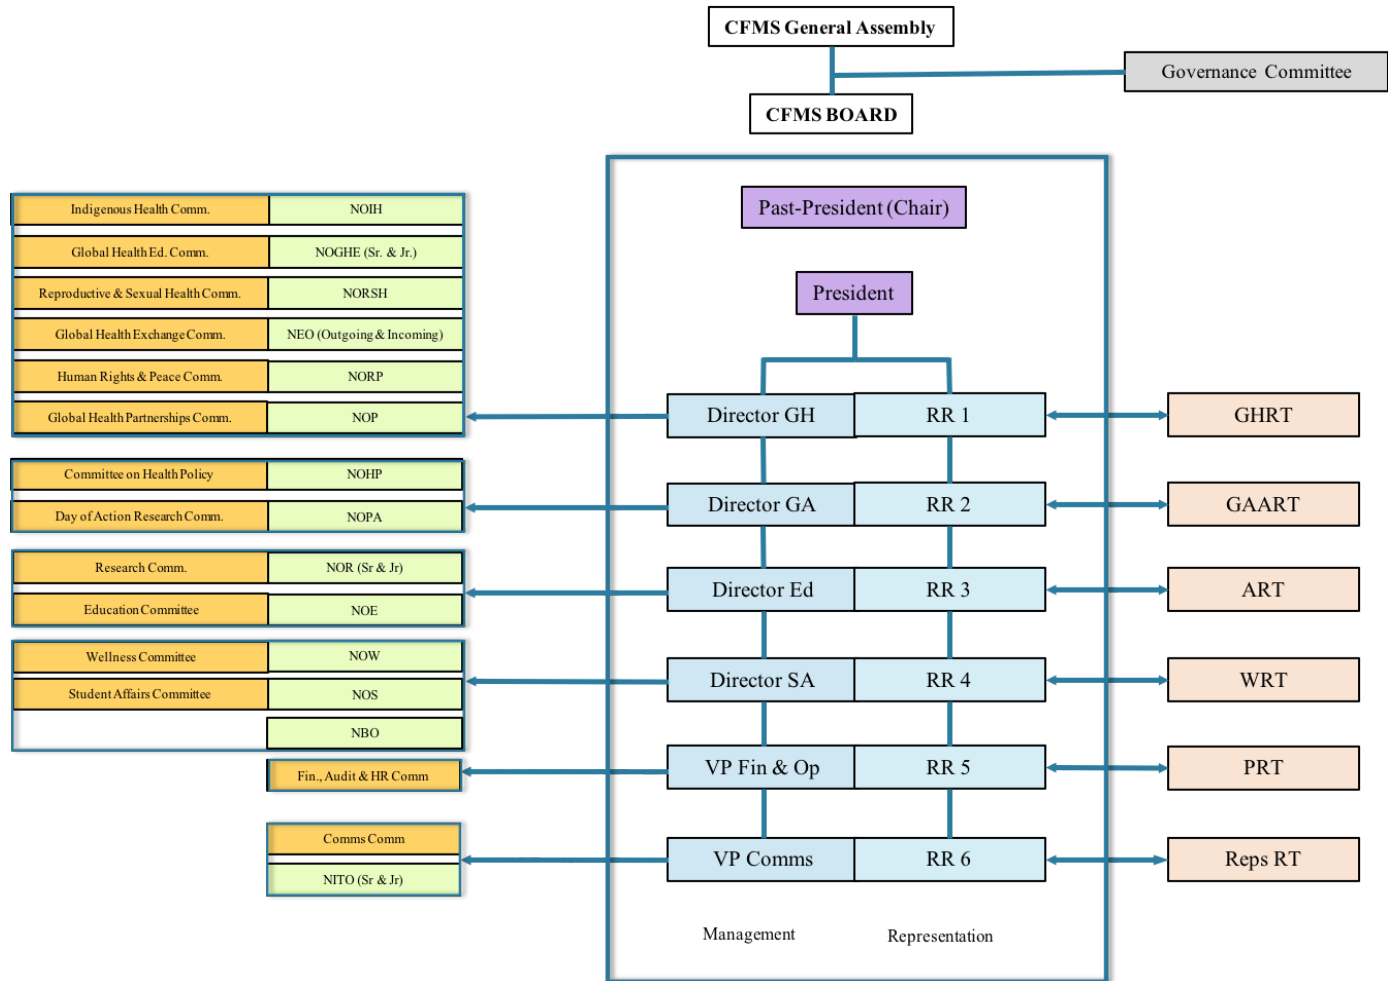 CFMS General Assembly
Governance Committee
CFMS BOARD
Past-President (Chair)
President
Indigenous Health Comm. NOIH
Global Health Ed. Comm. NOGHE (Sr. & Jr.)
Reproductive & Sexual Health Comm. NORSH
Global Health Exchange Comm. NEO (Outgoing & Incoming)
Human Rights & Peace Comm. NORP
Global Health Partnerships Comm. NOP
Director GH RR 1 GHRT
Committee on Health Policy NOHP
Day of Action Research Comm. NOPA
Director GA RR 2 GAART
Research Comm. NOR (Sr & Jr)
Education Committee NOE
Director Ed RR 3 ART
Wellness Committee NOW
Student Affairs Committee NOS
NBO
Director SA RR 4 WRT
Fin., Audit & HR Comm
VP Fin & Op RR 5 PRT
Comms Comm
NITO (Sr & Jr)
VP Comms RR 6 Reps RT
Management Representation